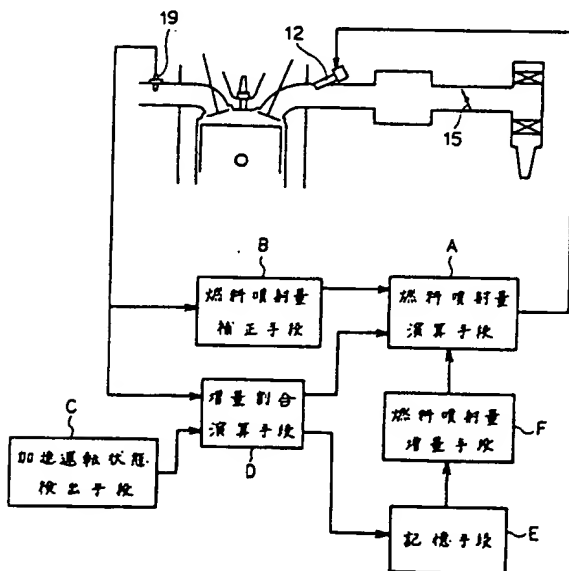 19
12
15
B
燃料噴射量
補正手段
A
燃料噴射量
演算手段
C
加速運転状態
検出手段
増量割合
演算手段
D
燃料噴射量
増量手段
F
記憶手段
E